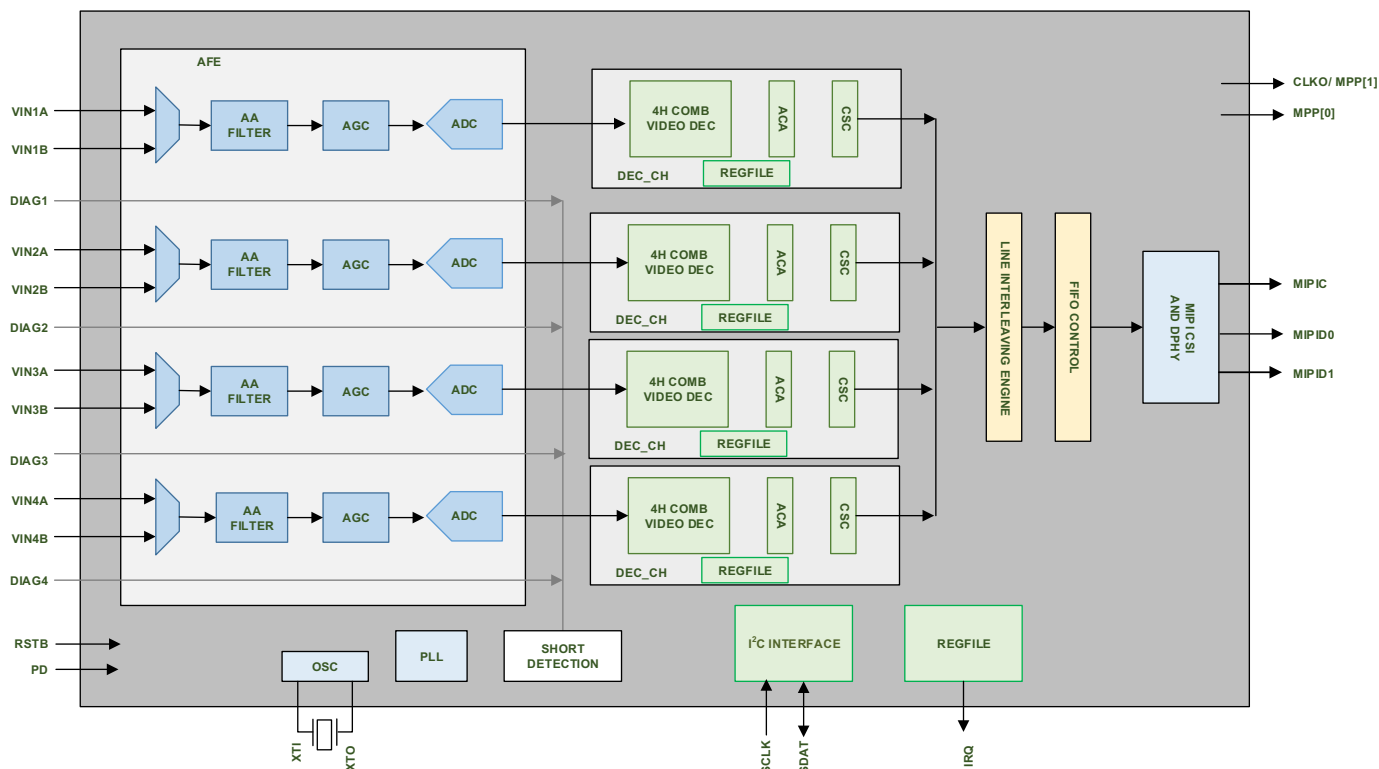 AFE
VIN1A
VIN1B
AA
FILTER
AGC
ADC
4H COMB
VIDEO DEC
ACA
CSC
REGFILE
DEC_CH
CLKO/ MPP[1]
MPP[0]
DIAG1
VIN2A
VIN2B
AA
FILTER
AGC
ADC
4H COMB
VIDEO DEC
ACA
CSC
REGFILE
DEC_CH
DIAG2
VIN3A
VIN3B
AA
FILTER
AGC
ADC
4H COMB
VIDEO DEC
ACA
CSC
REGFILE
DEC_CH
DIAG3
VIN4A
VIN4B
AA
FILTER
AGC
ADC
4H COMB
VIDEO DEC
ACA
CSC
REGFILE
DEC_CH
DIAG4
LINE INTERLEAVING ENGINE
FIFO CONTROL
MIPI CSI
AND DPHY
MIPIC
MIPID0
MIPID1
RSTB
PD
OSC
PLL
SHORT
DETECTION
I²C INTERFACE
REGFILE
XTI
XTO
IRQ